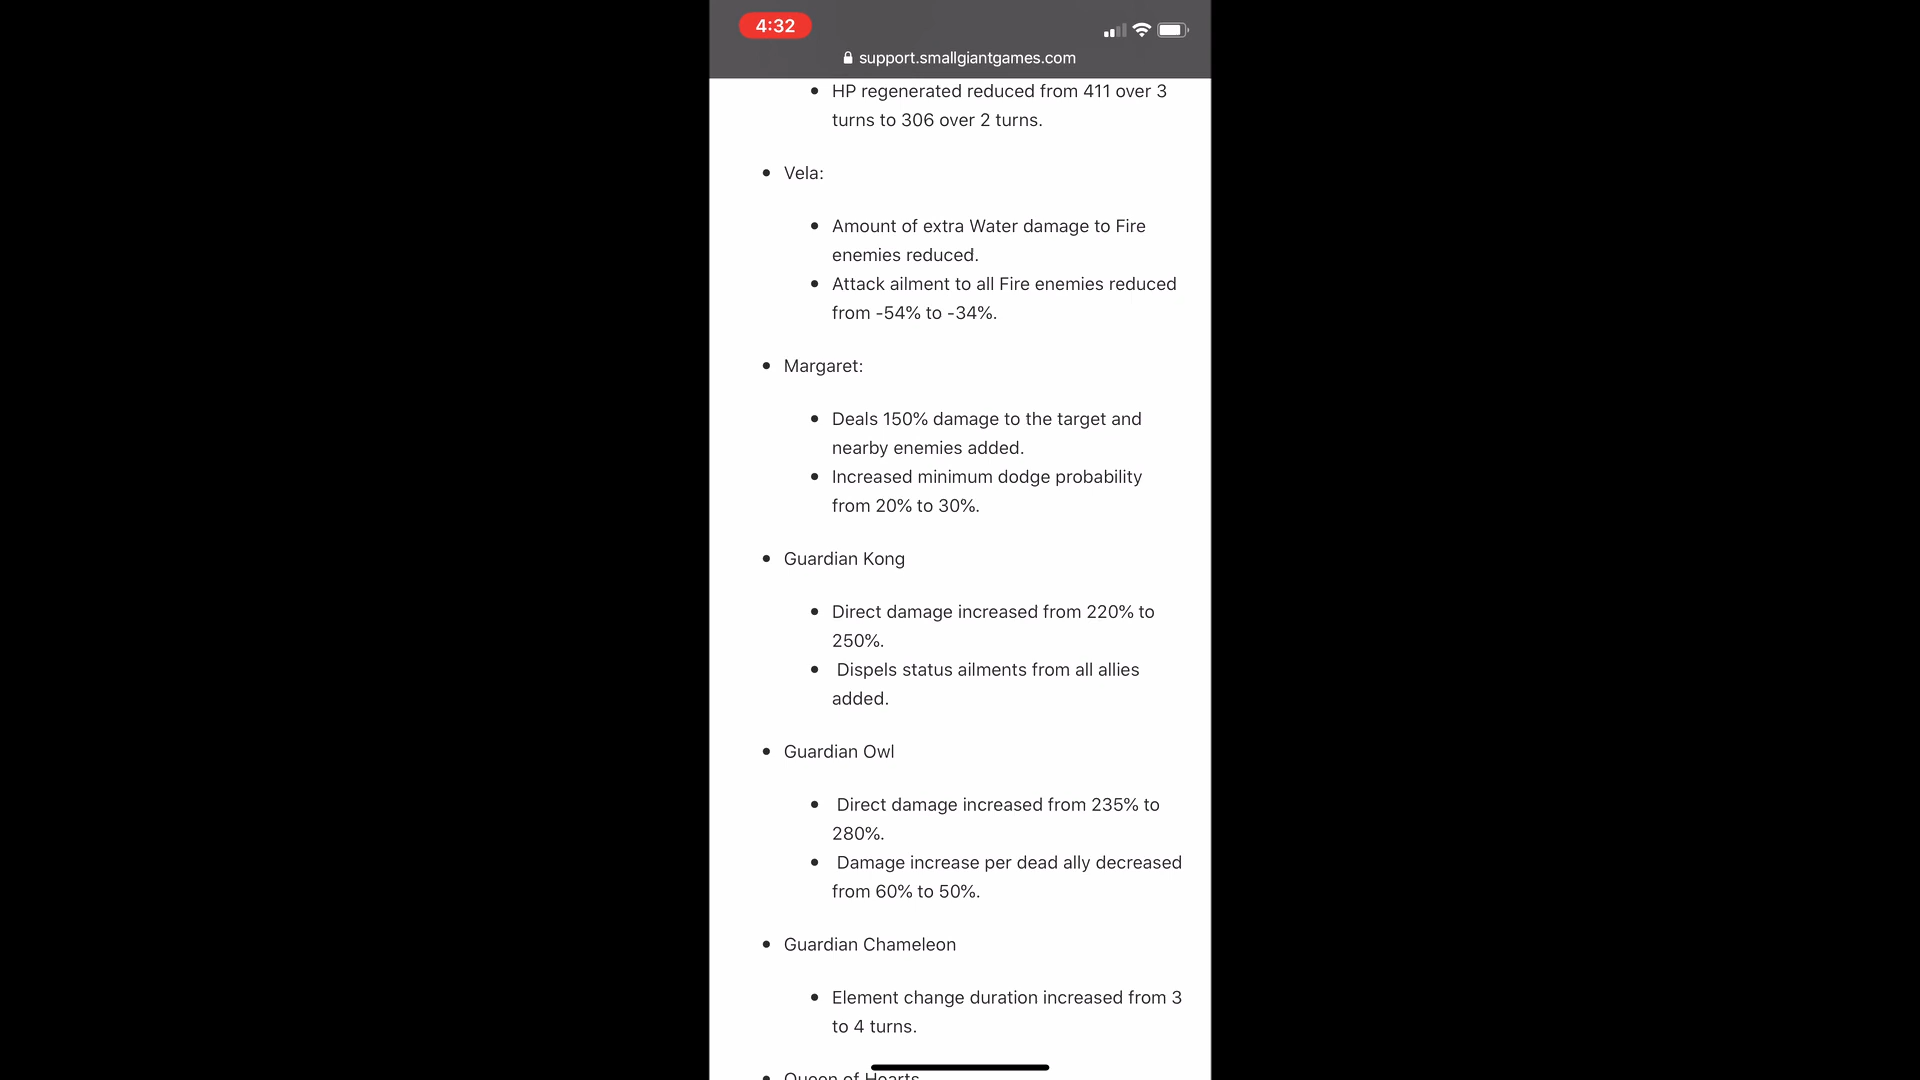 4:32
support.smallgiantgames.com
HP regenerated reduced from 411 over 3
turns to 306 over 2 turns.
Vela:
Amount of extra Water damage to Fire
enemies reduced.
Attack ailment to all Fire enemies reduced
from -54% to -34%.
Margaret:
Deals 150% damage to the target and
nearby enemies added.
Increased minimum dodge probability
from 20% to 30%.
Guardian Kong
Direct damage increased from 220% to
250%.
Dispels status ailments from all allies
added.
Guardian Owl
Direct damage increased from 235% to
280%.
Damage increase per dead ally decreased
from 60% to 50%.
Guardian Chameleon
Element change duration increased from 3
to 4 turns.
Queen of Hearts